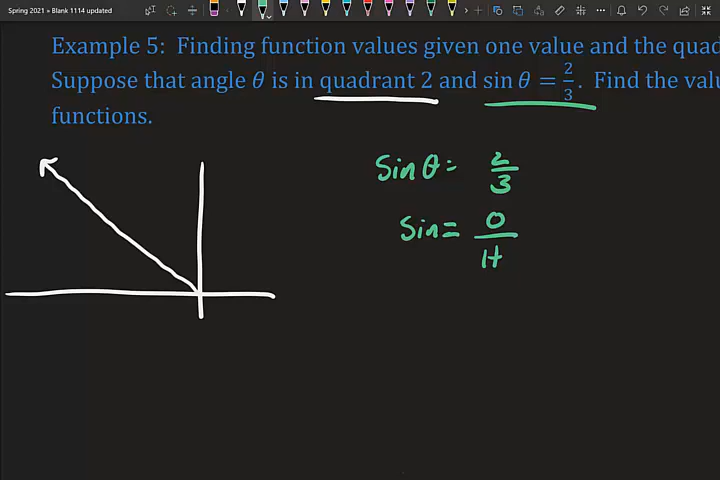 Spring 2021 » Blank 1114 updated
Example 5: Finding function values given one value and the quad
Suppose that angle θ is in quadrant 2 and sin θ = 2/3. Find the valu
functions.
Sin θ = 2/3
Sin = O/H